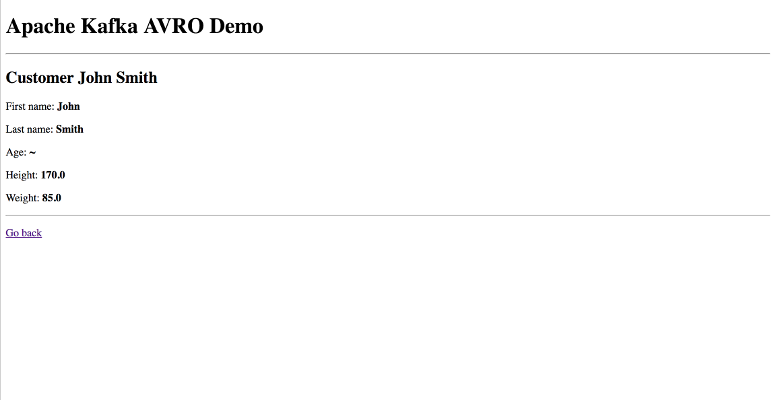 Apache Kafka AVRO Demo
Customer John Smith
First name: John
Last name: Smith
Age: ~
Height: 170.0
Weight: 85.0
Go back